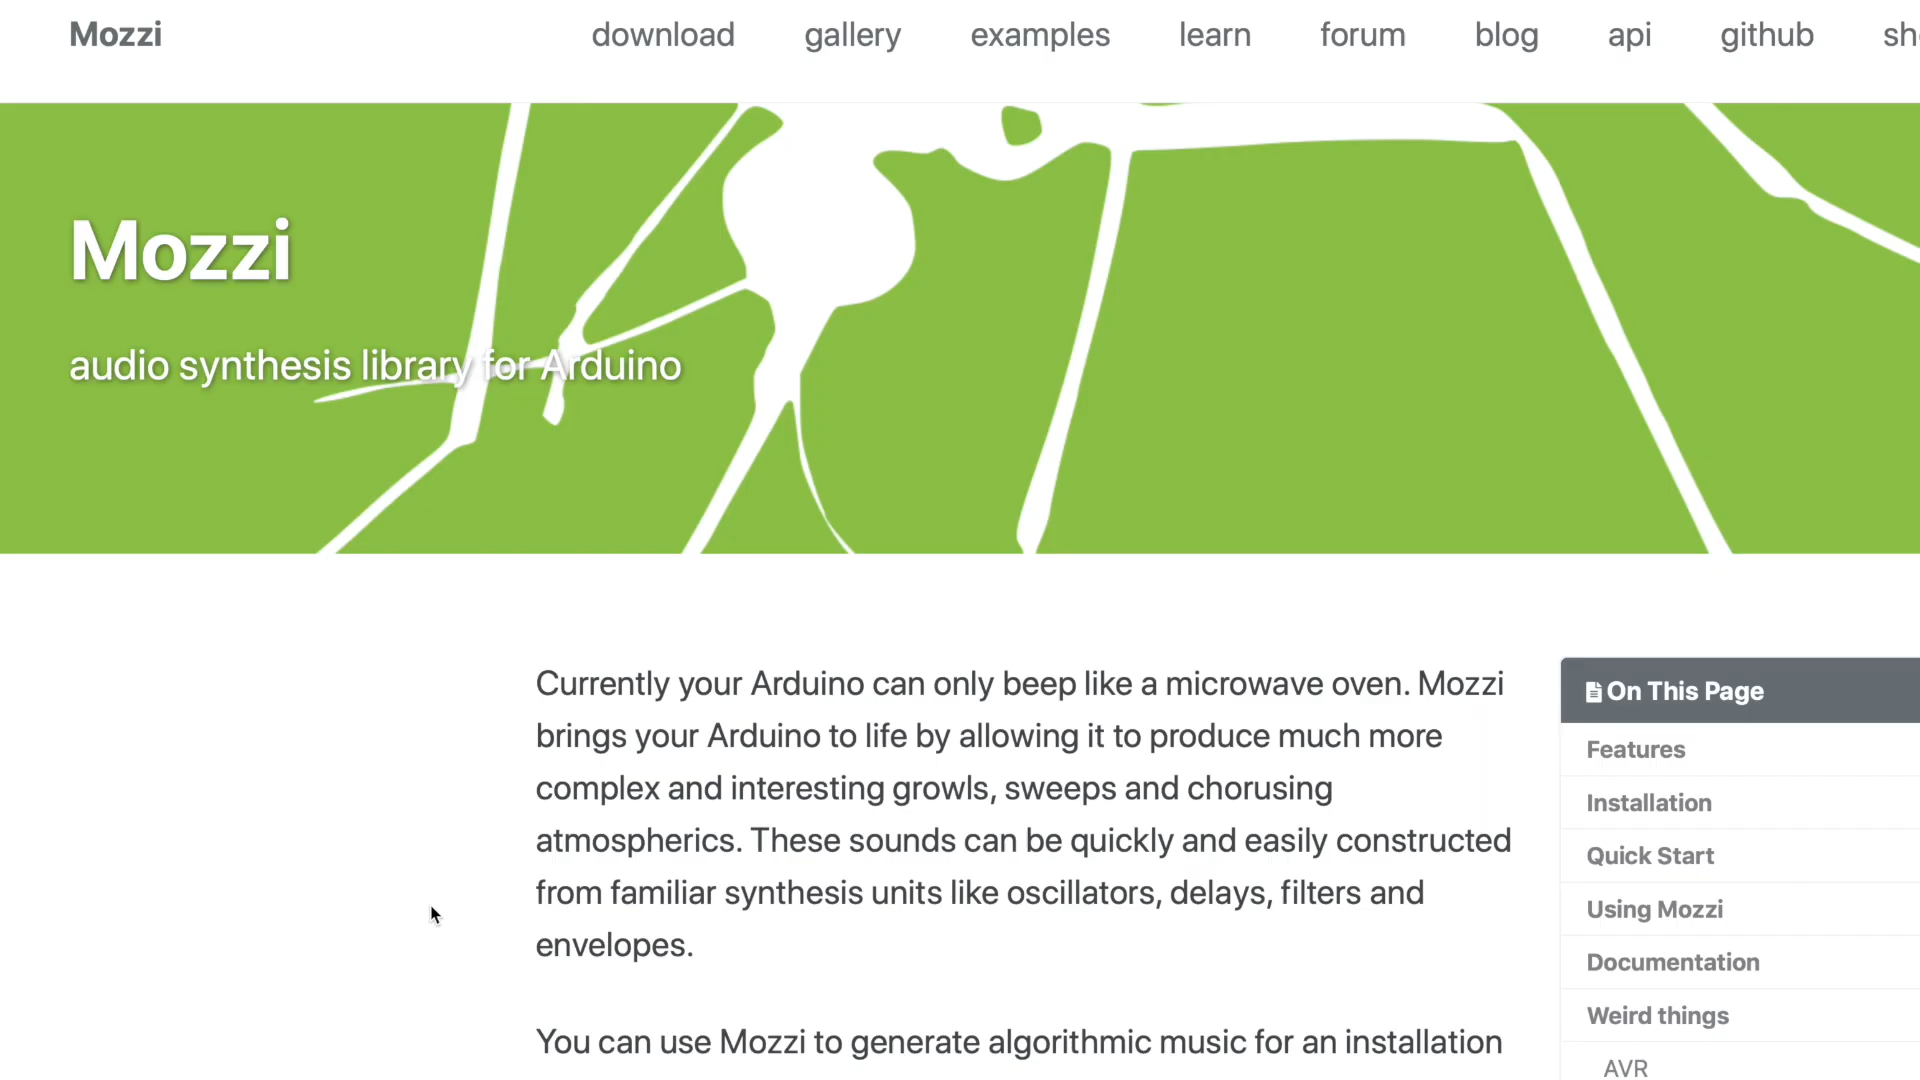 Mozzi
download gallery examples learn forum blog api github
Mozzi
audio synthesis library for Arduino
Currently your Arduino can only beep like a microwave oven. Mozzi
brings your Arduino to life by allowing it to produce much more
complex and interesting growls, sweeps and chorusing
atmospherics. These sounds can be quickly and easily constructed
from familiar synthesis units like oscillators, delays, filters and
envelopes.
You can use Mozzi to generate algorithmic music for an installation
On This Page
Features
Installation
Quick Start
Using Mozzi
Documentation
Weird things
AVR